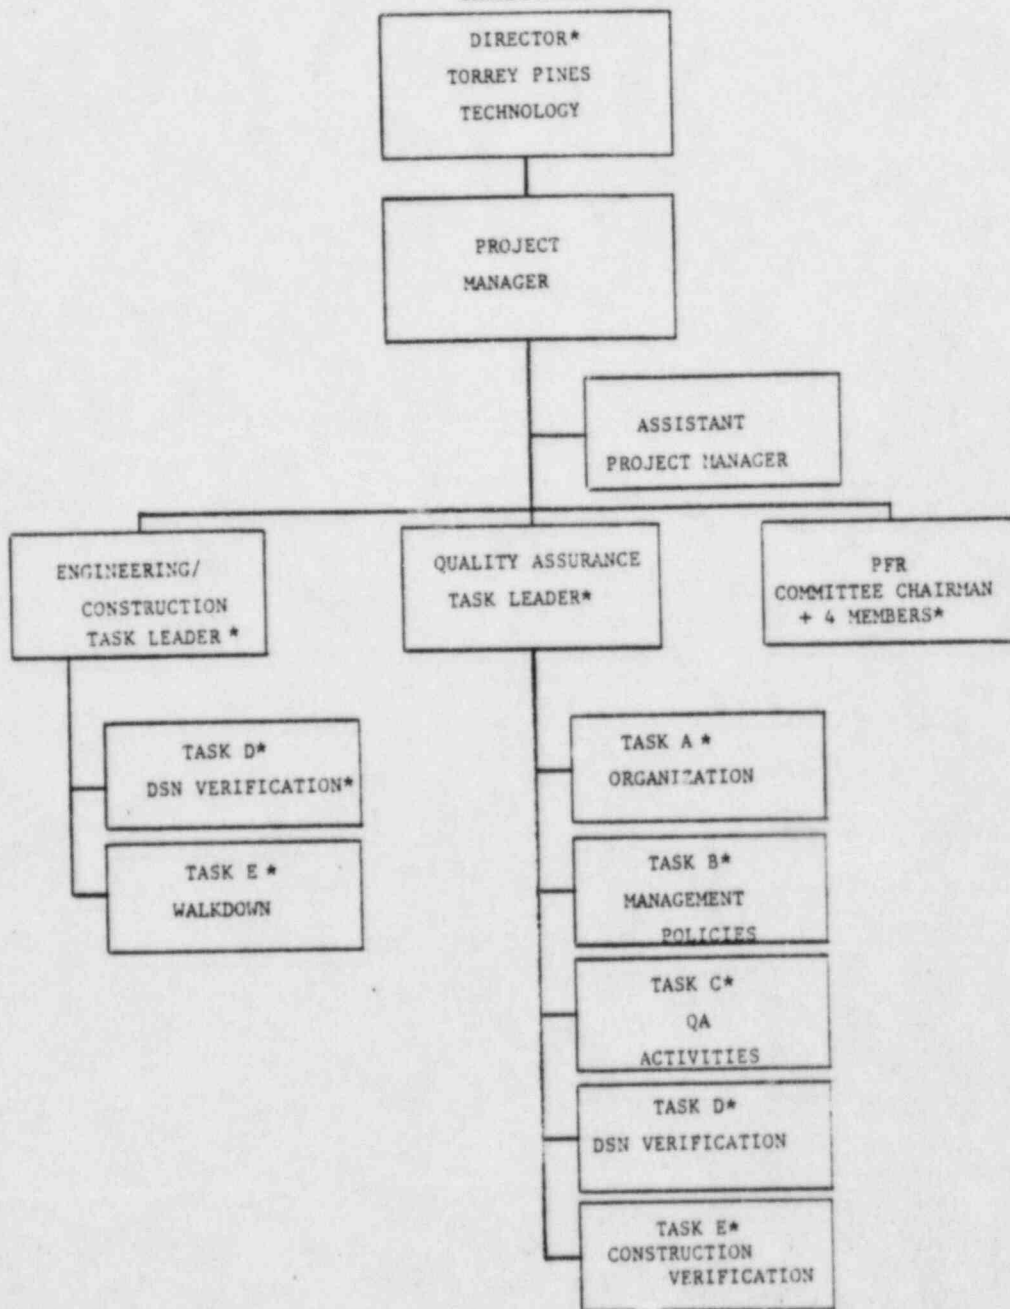 DIRECTOR*
TORREY PINES
TECHNOLOGY
PROJECT
MANAGER
ASSISTANT
PROJECT MANAGER
ENGINEERING/
CONSTRUCTION
TASK LEADER *
QUALITY ASSURANCE
TASK LEADER*
PFR
COMMITTEE CHAIRMAN
+ 4 MEMBERS*
TASK D*
DSN VERIFICATION*
TASK E *
WALKDOWN
TASK A *
ORGANIZATION
TASK B*
MANAGEMENT
POLICIES
TASK C*
QA
ACTIVITIES
TASK D*
DSN VERIFICATION
TASK E*
CONSTRUCTION
VERIFICATION